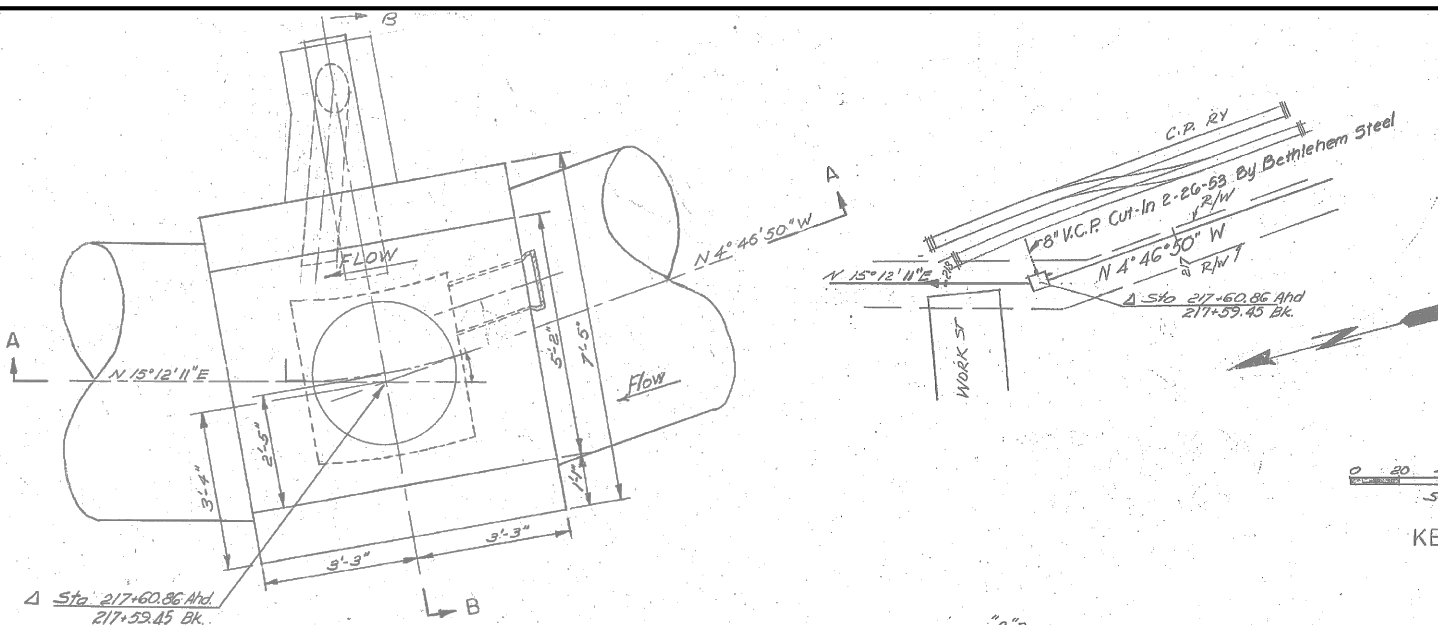 B
A
FLOW
N 4° 46' 50" W
A
N 15° 12' 11" E
5'-2"
7'-5"
Flow
2'-5"
3'-4"
1'-1"
3'-3"
3'-3"
Δ Sta 217+60.86 Ahd.
217+59.45 Bk.
B
C.P. RY
8" V.C.P. Cut-In 2-26-53 By Bethlehem Steel
R/W
N 4° 46' 50" W
217
R/W
218
N 15° 12' 11" E
Δ Sta 217+60.86 Ahd
217+59.45 Bk.
WORK ST
0 20